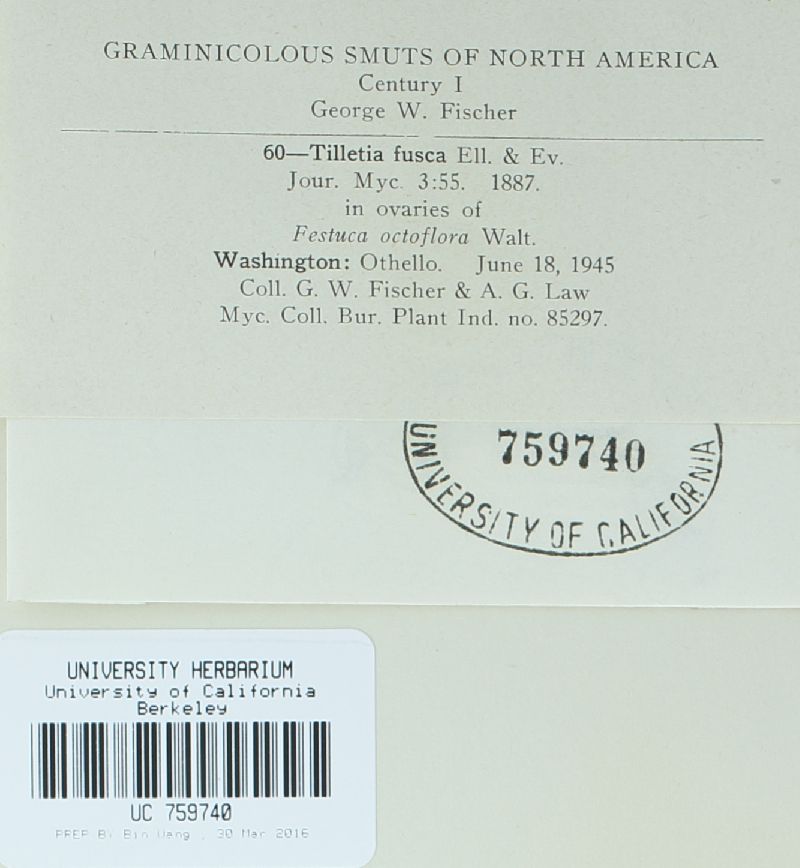 GRAMINICOLOUS SMUTS OF NORTH AMERICA
Century I
George W. Fischer
60—Tilletia fusca Ell. & Ev.
Jour. Myc. 3:55. 1887.
in ovaries of
Festuca octoflora Walt.
Washington: Othello. June 18, 1945
Coll. G. W. Fischer & A. G. Law
Myc. Coll. Bur. Plant Ind. no. 85297.
759740
UNIVERSITY OF CALIFORNIA
UNIVERSITY HERBARIUM
University of California
Berkeley
UC 759740
PREP BY Bin Wang , 30 Mar 2016